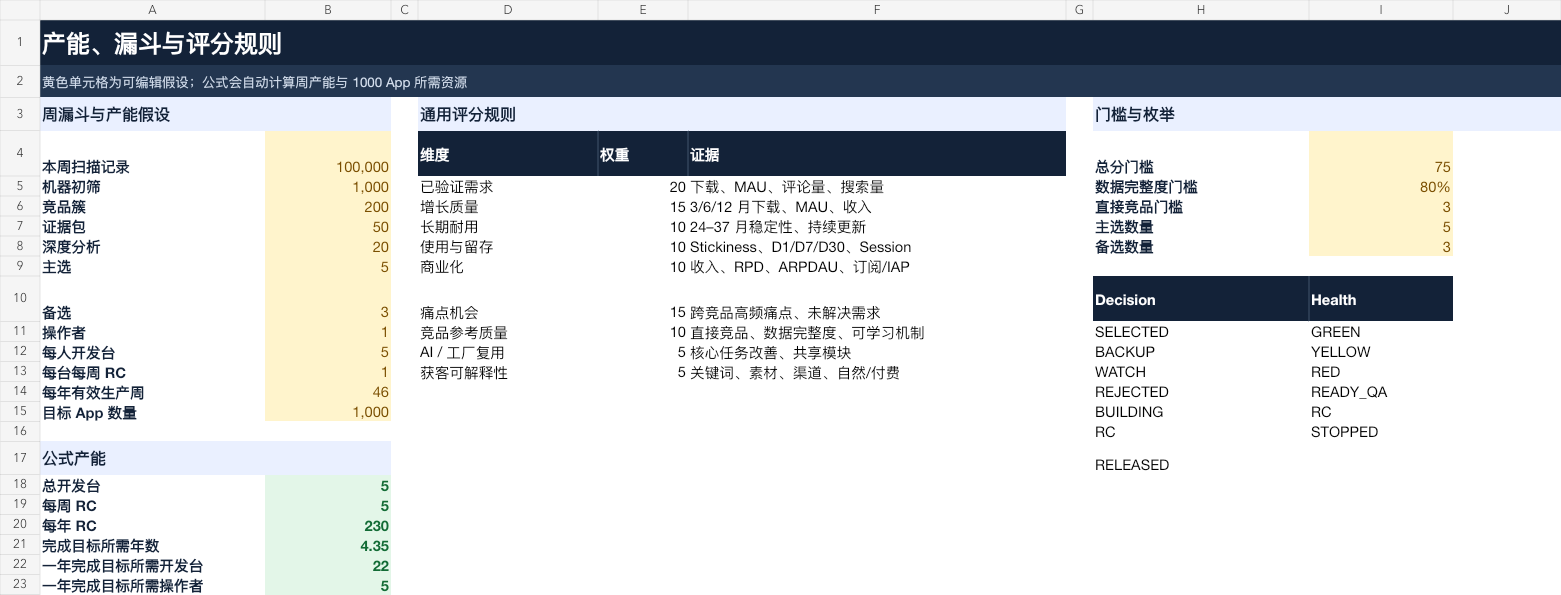 A B C D E F G H I J
1 产能、漏斗与评分规则
2 黄色单元格为可编辑假设；公式会自动计算周产能与 1000 App 所需资源
3 周漏斗与产能假设 通用评分规则 门槛与枚举
4 本周扫描记录 100,000 维度 权重 证据 总分门槛 75
5 机器初筛 1,000 已验证需求 20 下载、MAU、评论量、搜索量 数据完整度门槛 80%
6 竞品簇 200 增长质量 15 3/6/12 月下载、MAU、收入 直接竞品门槛 3
7 证据包 50 长期耐用 10 24–37 月稳定性、持续更新 主选数量 5
8 深度分析 20 使用与留存 10 Stickiness、D1/D7/D30、Session 备选数量 3
9 主选 5 商业化 10 收入、RPD、ARPDAU、订阅/IAP
10 备选 3 痛点机会 15 跨竞品高频痛点、未解决需求 Decision Health
11 操作者 1 竞品参考质量 10 直接竞品、数据完整度、可学习机制 SELECTED GREEN
12 每人开发台 5 AI / 工厂复用 5 核心任务改善、共享模块 BACKUP YELLOW
13 每台每周 RC 1 获客可解释性 5 关键词、素材、渠道、自然/付费 WATCH RED
14 每年有效生产周 46 REJECTED READY_QA
15 目标 App 数量 1,000 BUILDING RC
16 RC STOPPED
17 公式产能 RELEASED
18 总开发台 5
19 每周 RC 5
20 每年 RC 230
21 完成目标所需年数 4.35
22 一年完成目标所需开发台 22
23 一年完成目标所需操作者 5